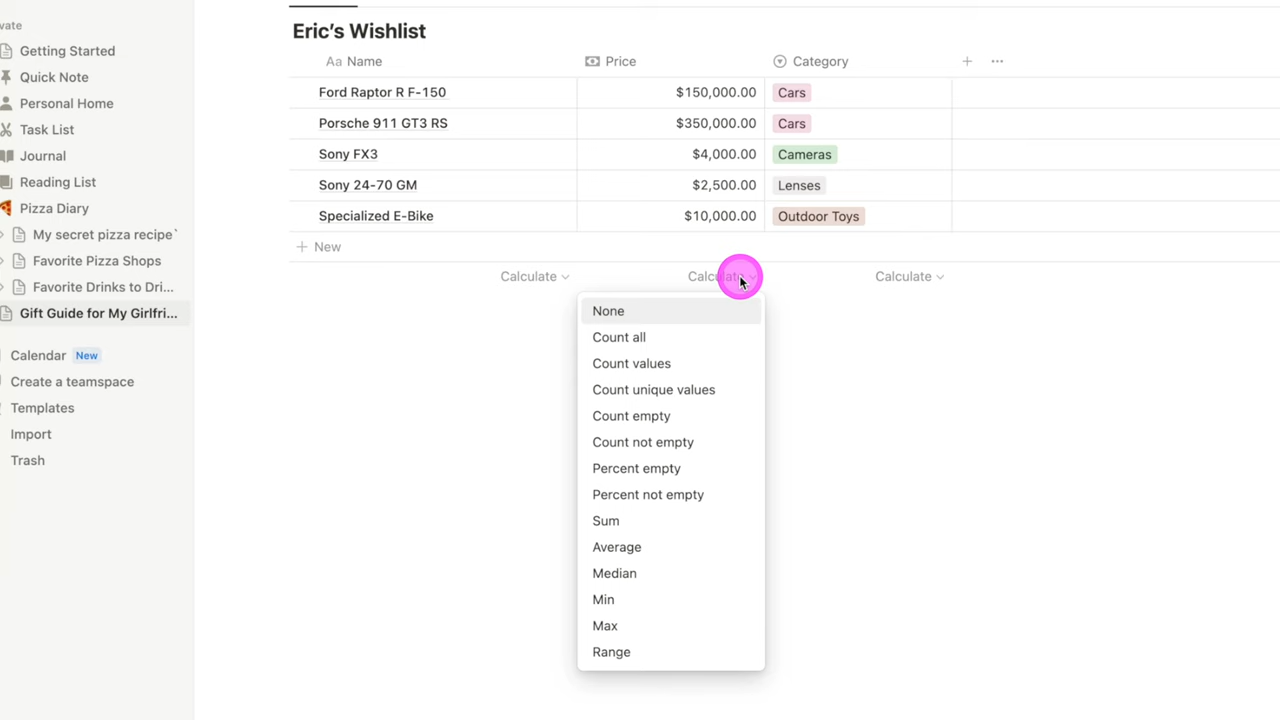 vate
Getting Started
Quick Note
Personal Home
Task List
Journal
Reading List
Pizza Diary
My secret pizza recipe`
Favorite Pizza Shops
Favorite Drinks to Dri...
Gift Guide for My Girlfri...
Calendar New
Create a teamspace
Templates
Import
Trash
Eric’s Wishlist
Aa Name Price Category
Ford Raptor R F-150 $150,000.00 Cars
Porsche 911 GT3 RS $350,000.00 Cars
Sony FX3 $4,000.00 Cameras
Sony 24-70 GM $2,500.00 Lenses
Specialized E-Bike $10,000.00 Outdoor Toys
+ New
Calculate Calculate Calculate
None
Count all
Count values
Count unique values
Count empty
Count not empty
Percent empty
Percent not empty
Sum
Average
Median
Min
Max
Range